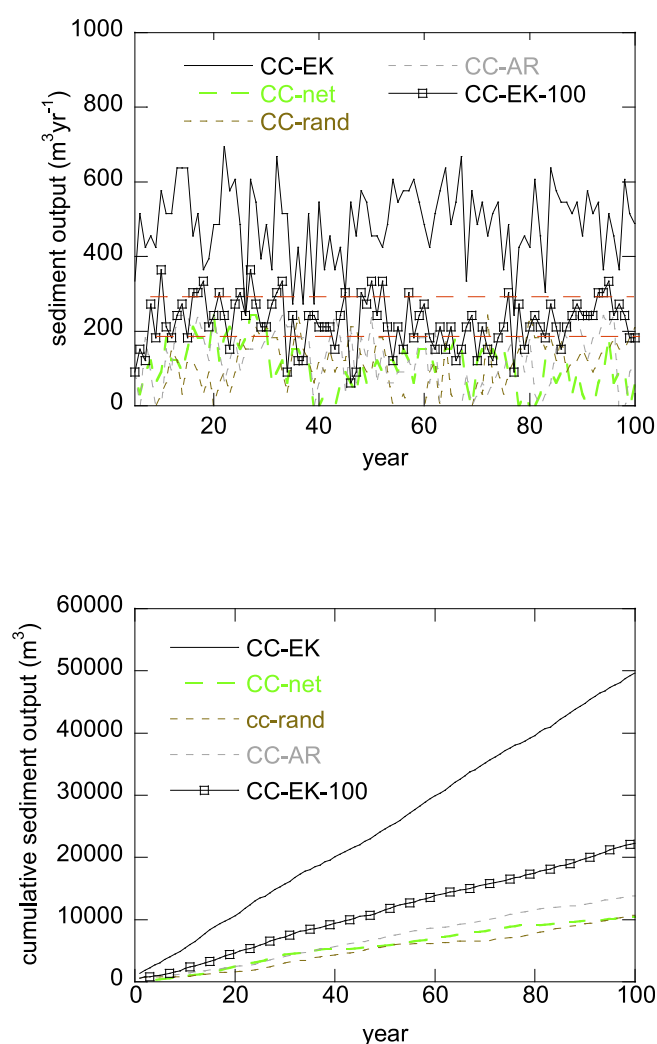 1000
800
600
400
200
0
sediment output (m³yr⁻¹)
CC-EK
CC-AR
CC-net
CC-EK-100
CC-rand
20 40 60 80 100
year
60000
50000
40000
30000
20000
10000
0
cumulative sediment output (m³)
CC-EK
CC-net
cc-rand
CC-AR
CC-EK-100
0 20 40 60 80 100
year